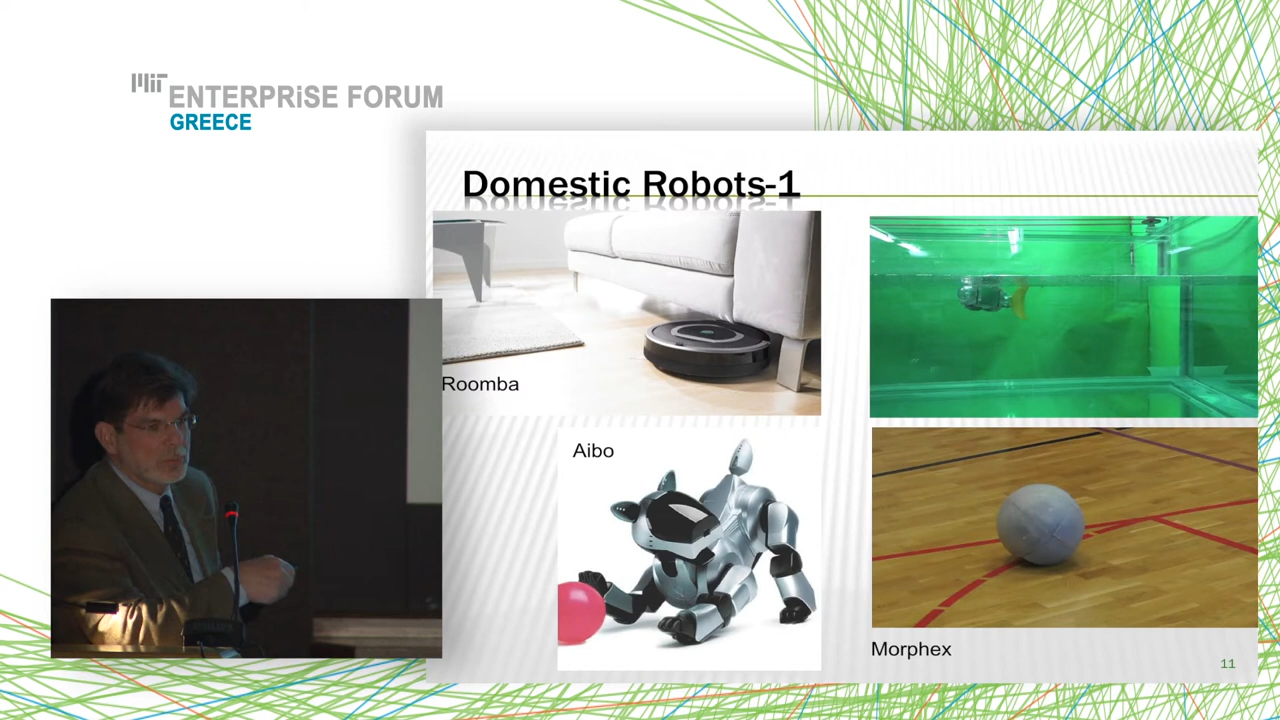 MiT
ENTERPRiSE FORUM
GREECE
Domestic Robots-1
Roomba
Aibo
Morphex
11